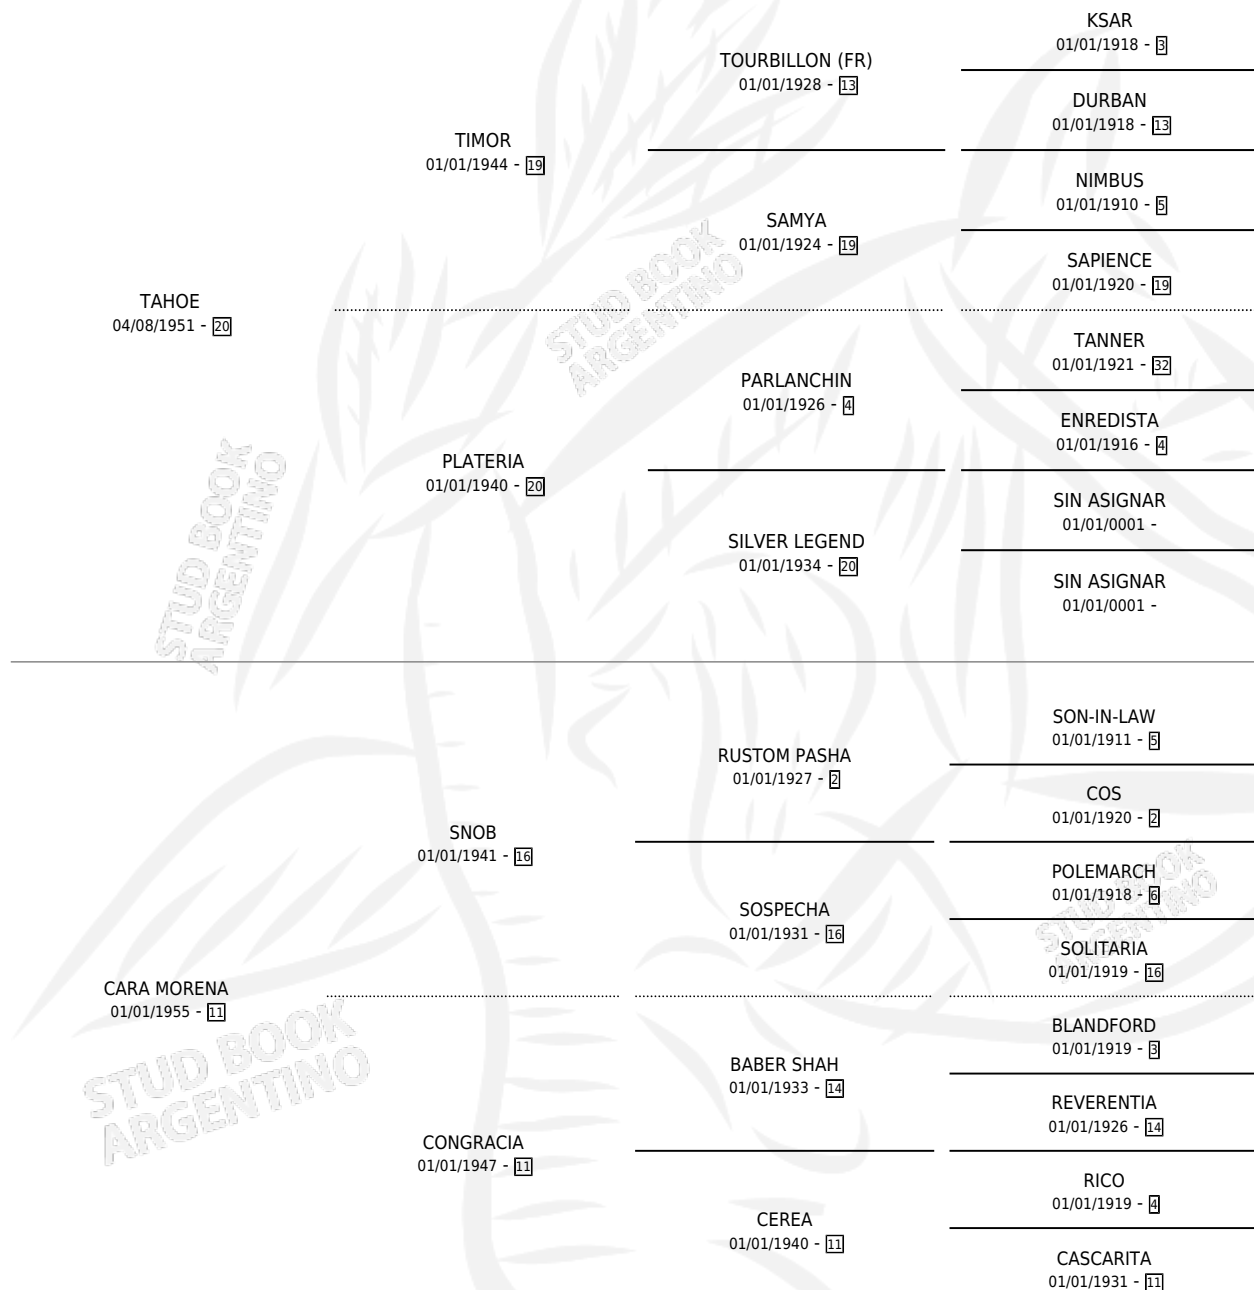 KSAR
01/01/1918 - 3
TOURBILLON (FR)
01/01/1928 - 13
DURBAN
01/01/1918 - 13
TIMOR
01/01/1944 - 19
NIMBUS
01/01/1910 - 5
SAMYA
01/01/1924 - 19
SAPIENCE
01/01/1920 - 19
TAHOE
04/08/1951 - 20
TANNER
01/01/1921 - 32
PARLANCHIN
01/01/1926 - 4
ENREDISTA
01/01/1916 - 4
PLATERIA
01/01/1940 - 20
SIN ASIGNAR
01/01/0001 -
SILVER LEGEND
01/01/1934 - 20
SIN ASIGNAR
01/01/0001 -
STUD BOOK
ARGENTINO
STUD BOOK
ARGENTINO
SON-IN-LAW
01/01/1911 - 5
RUSTOM PASHA
01/01/1927 - 2
COS
01/01/1920 - 2
SNOB
01/01/1941 - 16
POLEMARCH
01/01/1918 - 6
SOSPECHA
01/01/1931 - 16
SOLITARIA
01/01/1919 - 16
STUD BOOK
ARGENTINO
CARA MORENA
01/01/1955 - 11
BLANDFORD
01/01/1919 - 3
BABER SHAH
01/01/1933 - 14
REVERENTIA
01/01/1926 - 14
STUD BOOK
ARGENTINO
CONGRACIA
01/01/1947 - 11
RICO
01/01/1919 - 4
CEREA
01/01/1940 - 11
CASCARITA
01/01/1931 - 11